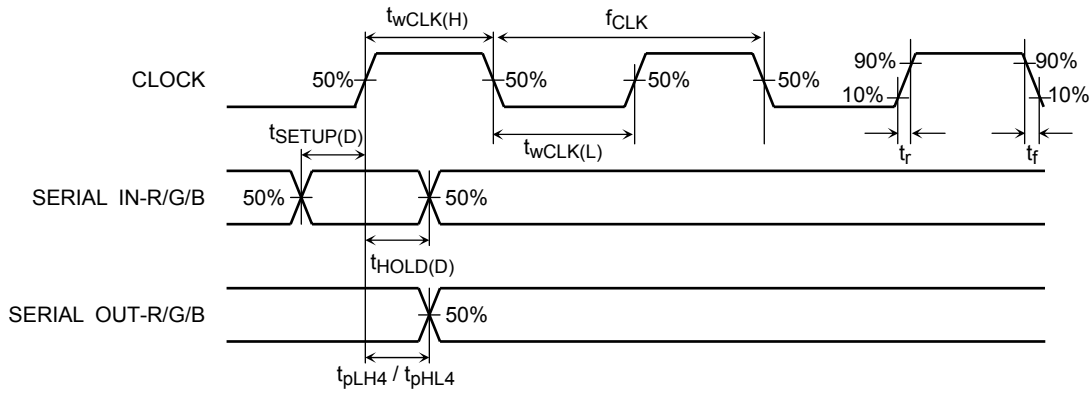 twCLK(H) fCLK
CLOCK 50% 50% 50% 50% 90% 10% 90% 10%
tSETUP(D) twCLK(L) tr tf
SERIAL IN-R/G/B 50% 50%
tHOLD(D)
SERIAL OUT-R/G/B 50%
tpLH4 / tpHL4